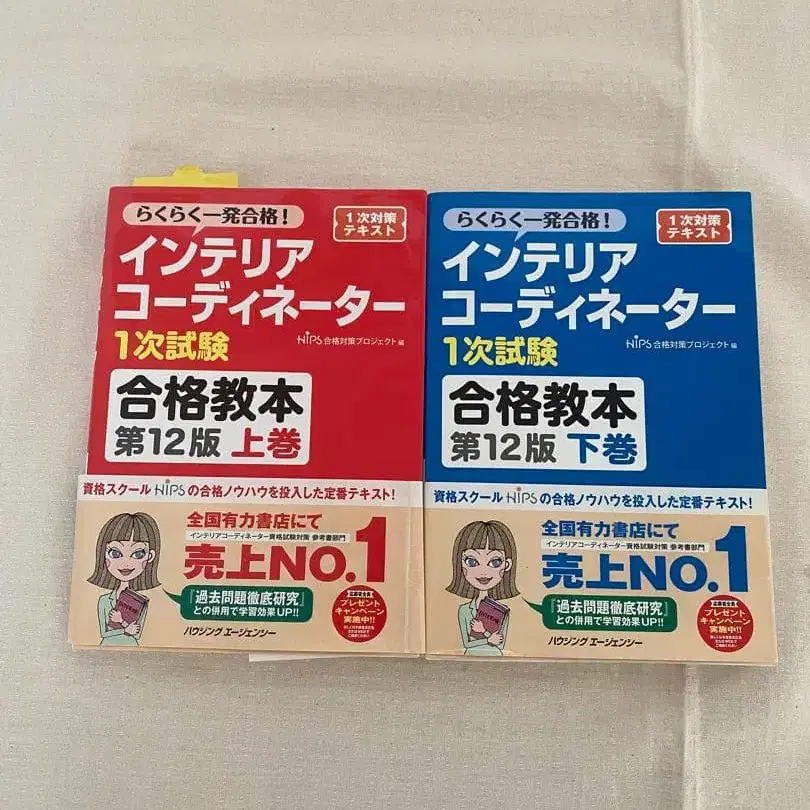 らくらく一発合格!
1次対策
テキスト
インテリア
コーディネーター
1次試験
HIPS合格対策プロジェクト 編
合格教本
第12版 上巻
資格スクール HIPS の合格ノウハウを投入した定番テキスト!
全国有力書店にて
インテリアコーディネーター資格試験対策 参考書部門
売上NO.1
『過去問題徹底研究』
との併用で学習効果UP!!
プレゼント
キャンペーン
実施中!!
ハウジング エージェンシー
らくらく一発合格!
1次対策
テキスト
インテリア
コーディネーター
1次試験
HIPS合格対策プロジェクト 編
合格教本
第12版 下巻
資格スクール HIPS の合格ノウハウを投入した定番テキスト!
全国有力書店にて
インテリアコーディネーター資格試験対策 参考書部門
売上NO.1
『過去問題徹底研究』
との併用で学習効果UP!!
プレゼント
キャンペーン
実施中!!
ハウジング エージェンシー